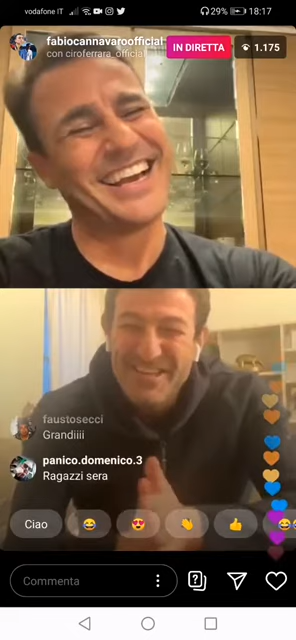 vodafone IT 29% 18:17
fabiocannavaroofficial IN DIRETTA 1.175
con ciroferrara_official
faustosecci
Grandiiii
panico.domenico.3
Ragazzi sera
Ciao
Commenta